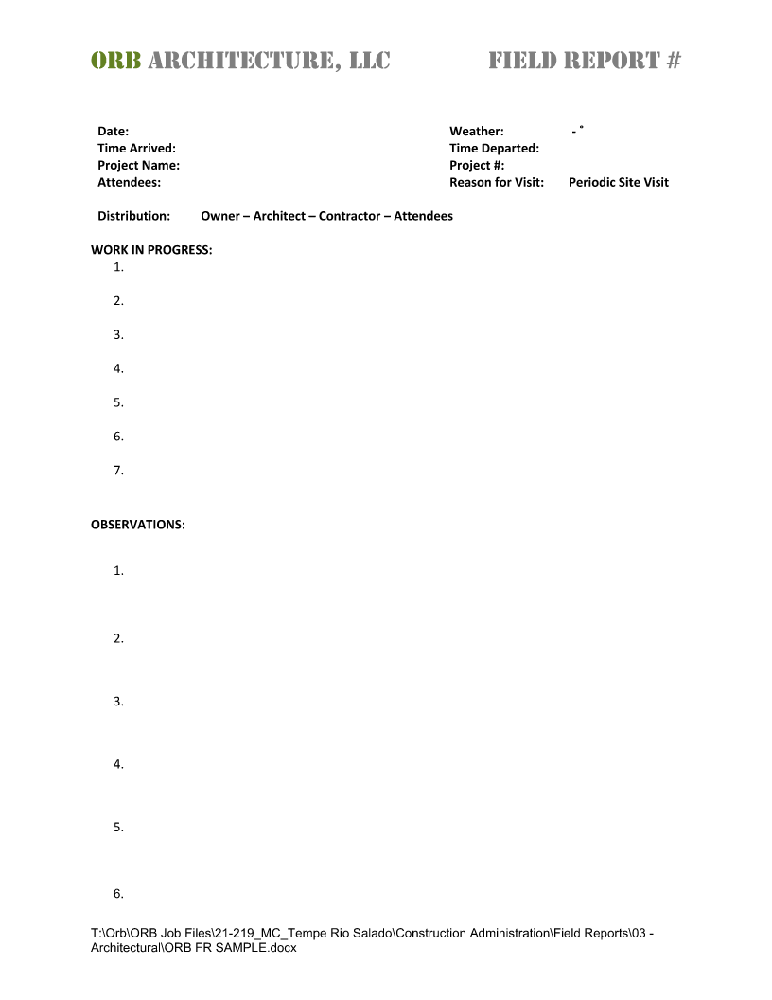 ORB ARCHITECTURE, LLC FIELD REPORT #
Date: Weather: - °
Time Arrived: Time Departed:
Project Name: Project #:
Attendees: Reason for Visit: Periodic Site Visit
Distribution: Owner – Architect – Contractor – Attendees
WORK IN PROGRESS:
1.
2.
3.
4.
5.
6.
7.
OBSERVATIONS:
1.
2.
3.
4.
5.
6.
T:\Orb\ORB Job Files\21-219_MC_Tempe Rio Salado\Construction Administration\Field Reports\03 -
Architectural\ORB FR SAMPLE.docx